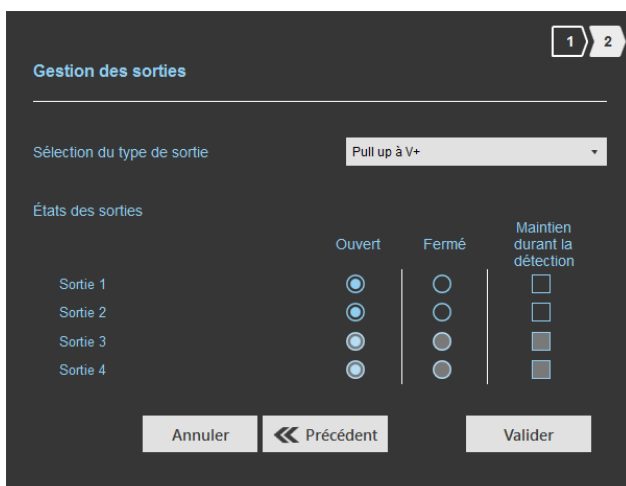 1 2
Gestion des sorties
Sélection du type de sortie Pull up à V+
États des sorties
Ouvert Fermé Maintien durant la détection
Sortie 1
Sortie 2
Sortie 3
Sortie 4
Annuler Précédent Valider